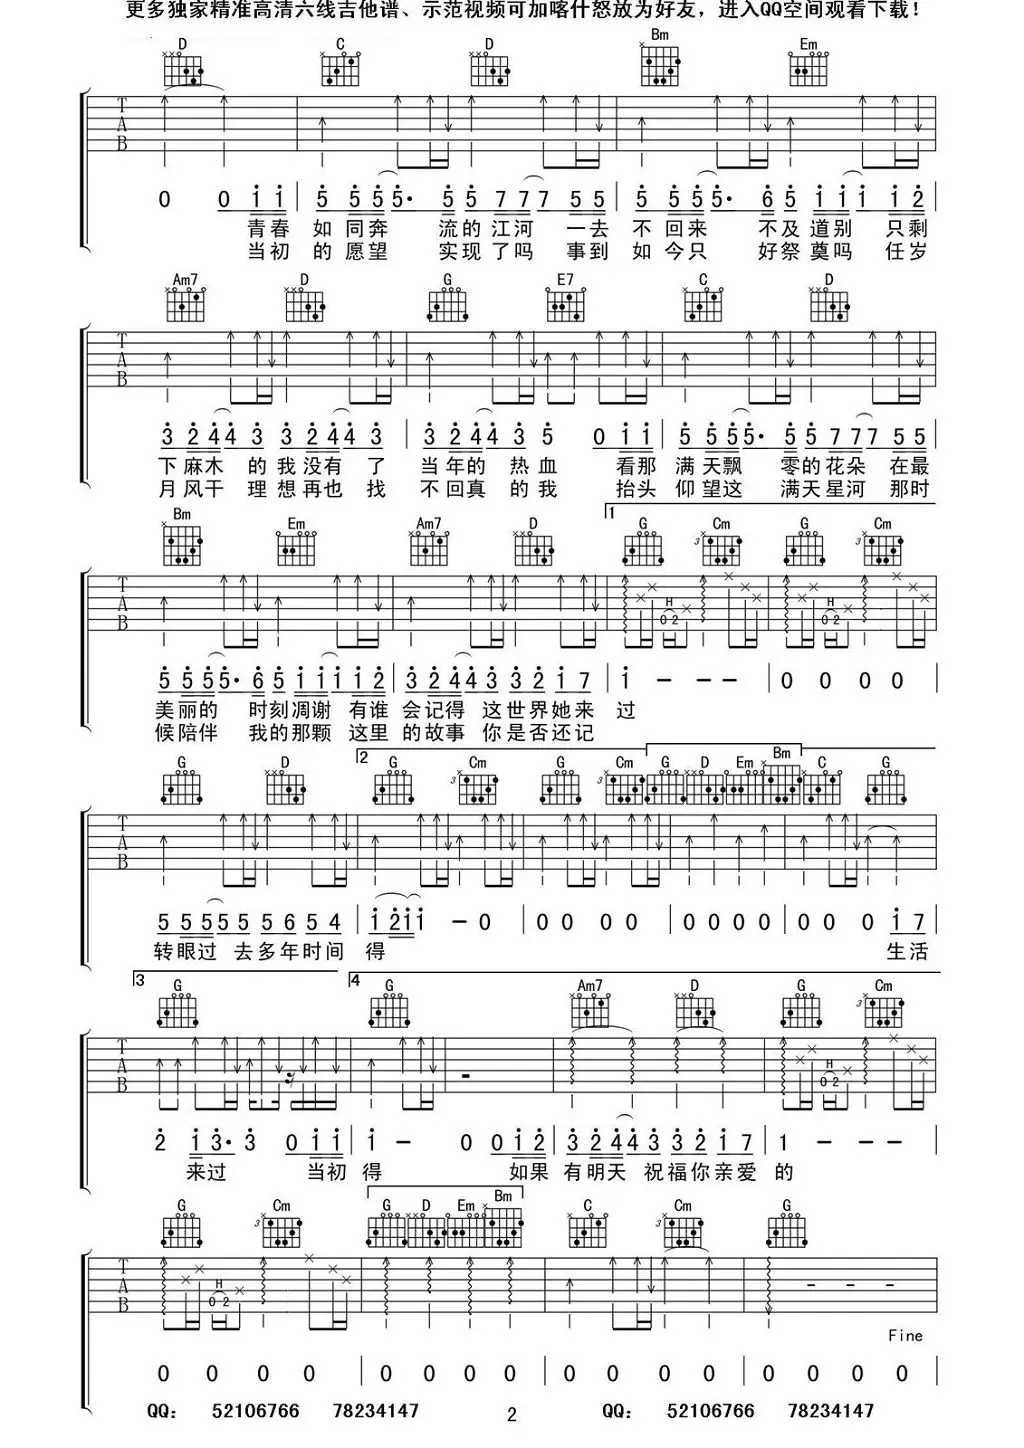 更多独家精准高清六线吉他谱、示范视频可加喀什怒放为好友，进入QQ空间观看下载！
D C D Bm Em
T A B
0 0 1 1 | 5 5 5 5 5· 5 5 7 7 7 5 5 | 5 5 5 5· 6 5 1 1 1 1 2 |
青春 如 同奔 流的江河 一去 不 回来 不及道别 只剩
当初 的 愿望 实现了吗 事到 如 今只 好祭奠吗 任岁
Am7 D G E7 C D
T A B
3 2 4 4 3 3 2 4 4 3 | 3 2 4 4 3 5 0 1 1 | 5 5 5 5 5· 5 5 7 7 7 5 5
下麻木 的我没有 了 当年的 热血 看那 满天飘 零的花朵 在最
月风干 理想再也 找 不回真 的我 抬头 仰望这 满天星河 那时
1
Bm Em Am7 D G Cm G Cm
3 3
T A B
H 0 2 H 0 2
5 5 5 5· 6 5 1 1 1 1 2 | 3 2 4 4 3 3 2 1 7 | 1 - - - | 0 0 0 0 |
美丽的 时刻凋谢 有谁 会记得 这世界她来 过
候陪伴 我的那颗 这里 的故事 你是否还记
2
G D G Cm G Cm G D Em Bm C G
3 3
T A B
5 5 5 5 5 5 6 5 4 | 1 2 1 1 - 0 | 0 0 0 0 | 0 0 0 0 | 0 0 0 1 7
转眼过 去多年时间 得 生活
3 4
G G Am7 D G Cm
3
T A B
H 0 2
2 1 3· 3 0 1 1 | 1 - 0 0 1 2 | 3 2 4 4 3 3 2 1 7 | 1 - - -
来过 当初 得 如果 有明天 祝福你亲爱 的
G Cm G D Em Bm C Cm G
3 3
T A B
H 0 2
Fine
0 0 0 0 | 0 0 0 0 | 0 0 0 0 | 0 0 0 0 |
QQ： 52106766 78234147 2 QQ： 52106766 78234147